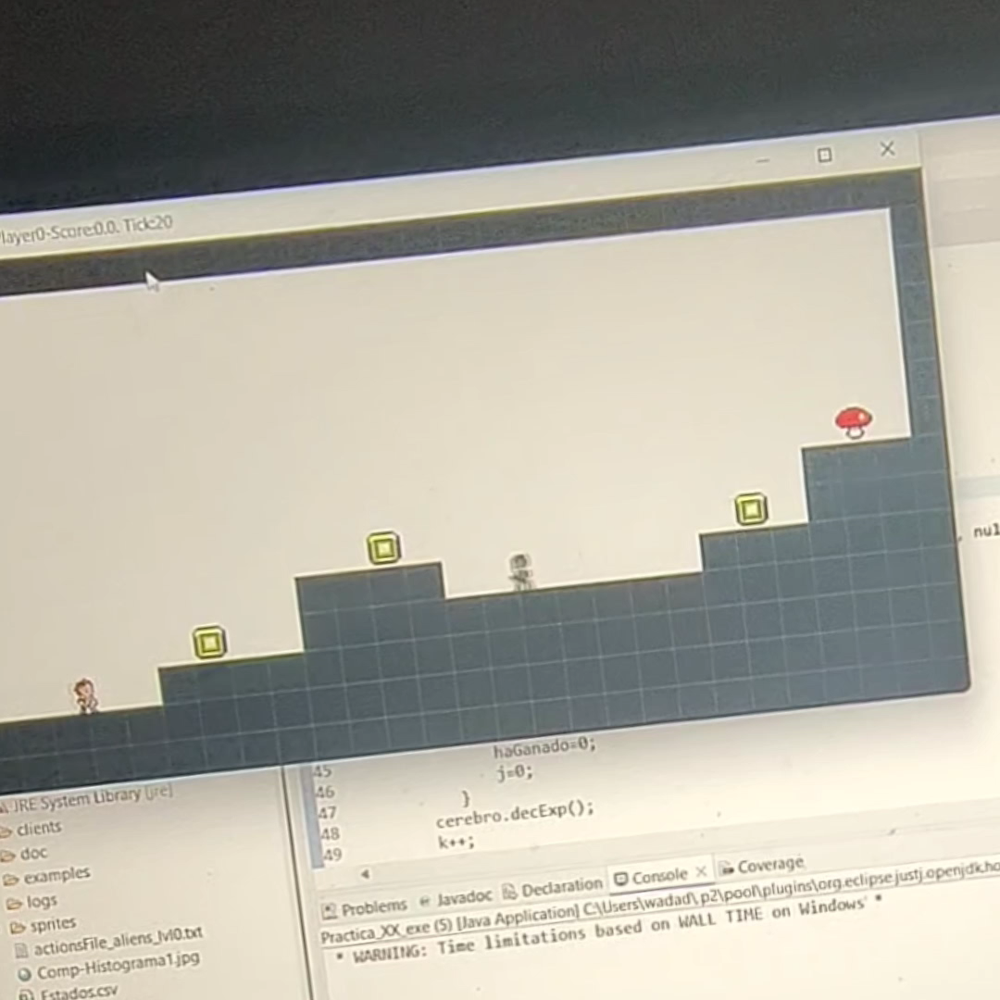 Player0-Score:0.0. Tick:20
haGanado=0;
45
j=0;
46
}
47
cerebro.decExp();
48
k++;
49
JRE System Library [jre]
clients
doc
examples
logs
sprites
actionsFile_aliens_lvl0.txt
Comp-Histograma1.jpg
Estados.csv
Problems Javadoc Declaration Console Coverage
Practica_XX_exe (5) [Java Application] C:\Users\wadad\.p2\pool\plugins\org.eclipse.justj.openjdk.ho
* WARNING: Time limitations based on WALL TIME on Windows *